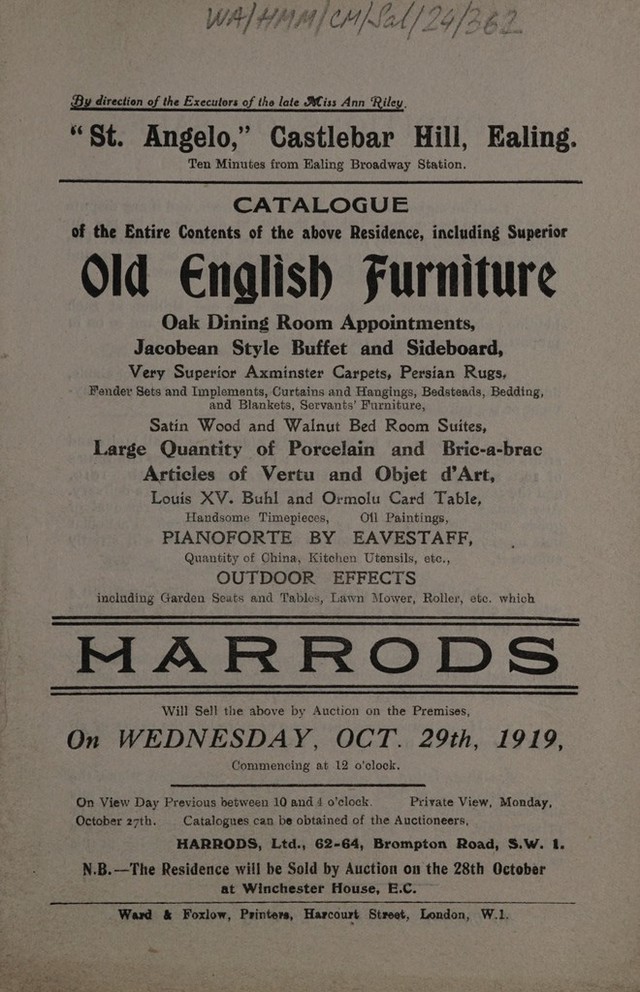 WA/HMM/CM/Sal/24/362
By direction of the Executors of the late Miss Ann Riley.
“St. Angelo,” Castlebar Hill, Ealing.
Ten Minutes from Ealing Broadway Station.
CATALOGUE
of the Entire Contents of the above Residence, including Superior
Old English Furniture
Oak Dining Room Appointments,
Jacobean Style Buffet and Sideboard,
Very Superior Axminster Carpets, Persian Rugs,
Fender Sets and Implements, Curtains and Hangings, Bedsteads, Bedding,
and Blankets, Servants' Furniture,
Satin Wood and Walnut Bed Room Suites,
Large Quantity of Porcelain and Bric-a-brac
Articles of Vertu and Objet d'Art,
Louis XV. Buhl and Ormolu Card Table,
Handsome Timepieces, Oil Paintings,
PIANOFORTE BY EAVESTAFF,
Quantity of China, Kitchen Utensils, etc.,
OUTDOOR EFFECTS
including Garden Seats and Tables, Lawn Mower, Roller, etc. which
HARRODS
Will Sell the above by Auction on the Premises,
On WEDNESDAY, OCT. 29th, 1919,
Commencing at 12 o'clock.
On View Day Previous between 10 and 4 o'clock. Private View, Monday,
October 27th. Catalogues can be obtained of the Auctioneers,
HARRODS, Ltd., 62-64, Brompton Road, S.W. 1.
N.B.—The Residence will be Sold by Auction on the 28th October
at Winchester House, E.C.
Ward & Foxlow, Printers, Harcourt Street, London, W.1.